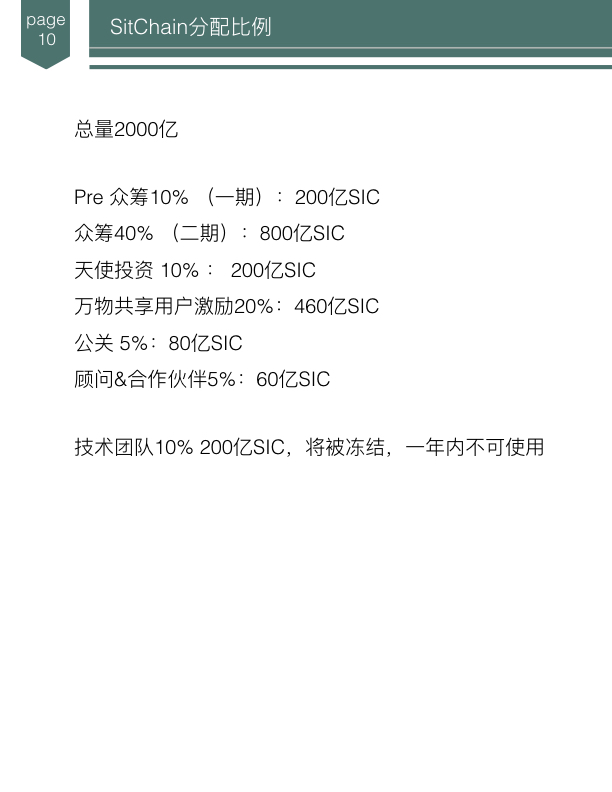 page
10
SitChain分配比例
总量2000亿
Pre 众筹10% （一期）：200亿SIC
众筹40% （二期）：800亿SIC
天使投资 10% ： 200亿SIC
万物共享用户激励20%：460亿SIC
公关 5%：80亿SIC
顾问&合作伙伴5%：60亿SIC
技术团队10% 200亿SIC，将被冻结，一年内不可使用